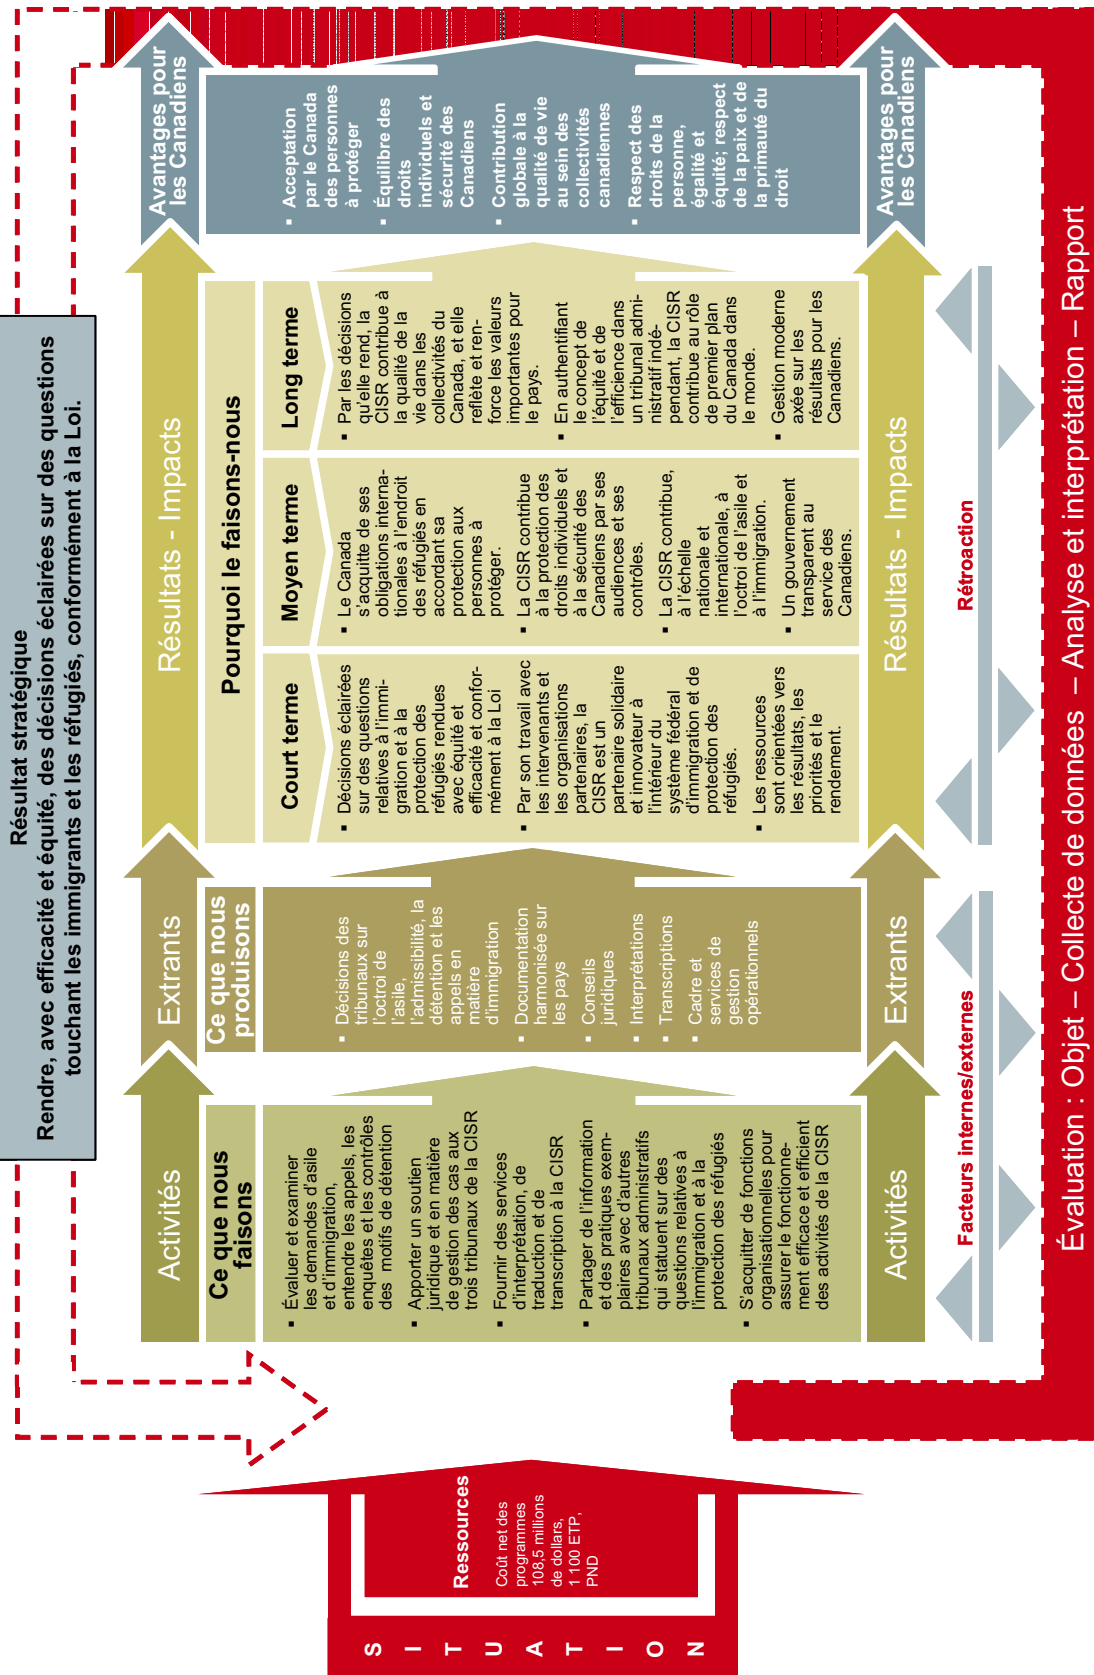 Résultat stratégique
Rendre, avec efficacité et équité, des décisions éclairées sur des questions
touchant les immigrants et les réfugiés, conformément à la Loi.
SITUATION
Ressources
Coût net des
programmes
108,5 millions
de dollars,
1 100 ETP,
PND
Activités
Ce que nous
faisons
▪ Évaluer et examiner
les demandes d'asile
et d'immigration,
entendre les appels, les
enquêtes et les contrôles
des motifs de détention
▪ Apporter un soutien
juridique et en matière
de gestion des cas aux
trois tribunaux de la CISR
▪ Fournir des services
d'interprétation, de
traduction et de
transcription à la CISR
▪ Partager de l'information
et des pratiques exem-
plaires avec d'autres
tribunaux administratifs
qui statuent sur des
questions relatives à
l'immigration et à la
protection des réfugiés
▪ S'acquitter de fonctions
organisationnelles pour
assurer le fonctionne-
ment efficace et efficient
des activités de la CISR
Activités
Extrants
Ce que nous
produisons
▪ Décisions des
tribunaux sur
l'octroi de
l'asile,
l'admissibilité, la
détention et les
appels en
matière
d'immigration
▪ Documentation
harmonisée sur
les pays
▪ Conseils
juridiques
▪ Interprétations
▪ Transcriptions
▪ Cadre et
services de
gestion
opérationnels
Extrants
Résultats - Impacts
Pourquoi le faisons-nous
Court terme
▪ Décisions éclairées
sur des questions
relatives à l'immi-
gration et à la
protection des
réfugiés rendues
avec équité et
efficacité et confor-
mément à la Loi
▪ Par son travail avec
les intervenants et
les organisations
partenaires, la
CISR est un
partenaire solidaire
et innovateur à
l'intérieur du
système fédéral
d'immigration et de
protection des
réfugiés.
▪ Les ressources
sont orientées vers
les résultats, les
priorités et le
rendement.
Moyen terme
▪ Le Canada
s'acquitte de ses
obligations interna-
tionales à l'endroit
des réfugiés en
accordant sa
protection aux
personnes à
protéger.
▪ La CISR contribue
à la protection des
droits individuels et
à la sécurité des
Canadiens par ses
audiences et ses
contrôles.
▪ La CISR contribue,
à l'échelle
nationale et
internationale, à
l'octroi de l'asile et
à l'immigration.
▪ Un gouvernement
transparent au
service des
Canadiens.
Long terme
▪ Par les décisions
qu'elle rend, la
CISR contribue à
la qualité de la
vie dans les
collectivités du
Canada, et elle
reflète et ren-
force les valeurs
importantes pour
le pays.
▪ En authentifiant
le concept de
l'équité et de
l'efficience dans
un tribunal admi-
nistratif indé-
pendant, la CISR
contribue au rôle
de premier plan
du Canada dans
le monde.
▪ Gestion moderne
axée sur les
résultats pour les
Canadiens.
Résultats - Impacts
Avantages pour
les Canadiens
▪ Acceptation
par le Canada
des personnes
à protéger
▪ Équilibre des
droits
individuels et
sécurité des
Canadiens
▪ Contribution
globale à la
qualité de vie
au sein des
collectivités
canadiennes
▪ Respect des
droits de la
personne,
égalité et
équité; respect
de la paix et de
la primauté du
droit
Avantages pour
les Canadiens
Facteurs internes/externes
Rétroaction
Évaluation : Objet – Collecte de données – Analyse et interprétation – Rapport